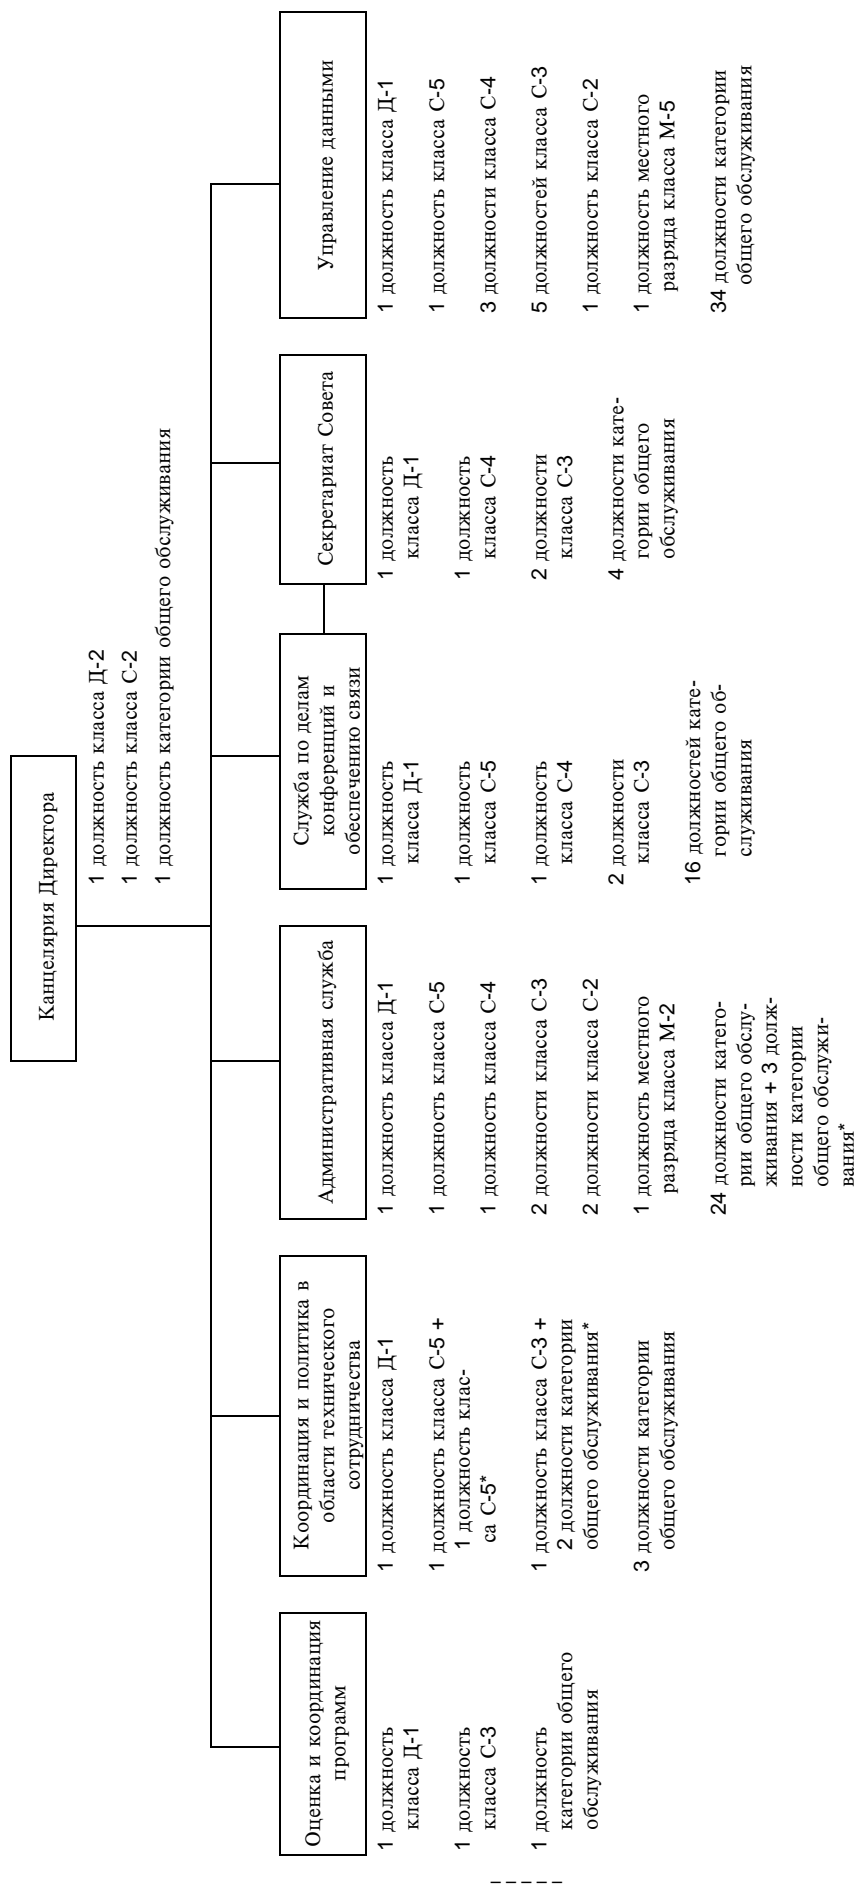 Канцелярия Директора
1 должность класса Д-2
1 должность класса С-2
1 должность категории общего обслуживания
Оценка и координация
программ
1 должность
класса Д-1
1 должность
класса С-3
1 должность
категории общего
обслуживания
Координация и политика в
области технического
сотрудничества
1 должность класса Д-1
1 должность класса С-5 +
1 должность клас-
са С-5*
1 должность класса С-3 +
2 должности категории
общего обслуживания*
3 должности категории
общего обслуживания
Административная служба
1 должность класса Д-1
1 должность класса С-5
1 должность класса С-4
2 должности класса С-3
2 должности класса С-2
1 должность местного
разряда класса М-2
24 должности катего-
рии общего обслу-
живания + 3 долж-
ности категории
общего обслужи-
вания*
Служба по делам
конференций и
обеспечению связи
1 должность
класса Д-1
1 должность
класса С-5
1 должность
класса С-4
2 должности
класса С-3
16 должностей кате-
гории общего об-
служивания
Секретариат Совета
1 должность
класса Д-1
1 должность
класса С-4
2 должности
класса С-3
4 должности кате-
гории общего
обслуживания
Управление данными
1 должность класса Д-1
1 должность класса С-5
3 должности класса С-4
5 должностей класса С-3
1 должность класса С-2
1 должность местного
разряда класса М-5
34 должности категории
общего обслуживания
-----